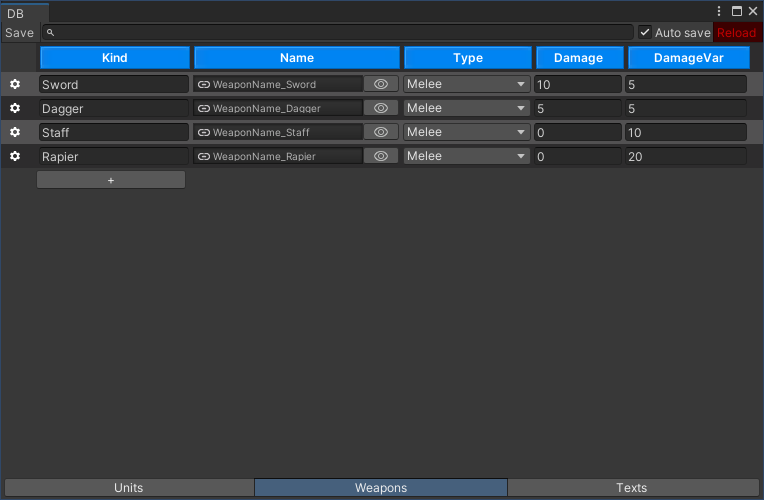 DB
Save Auto save Reload
Kind Name Type Damage DamageVar
Sword WeaponName_Sword Melee 10 5
Dagger WeaponName_Dagger Melee 5 5
Staff WeaponName_Staff Melee 0 10
Rapier WeaponName_Rapier Melee 0 20
+
Units Weapons Texts